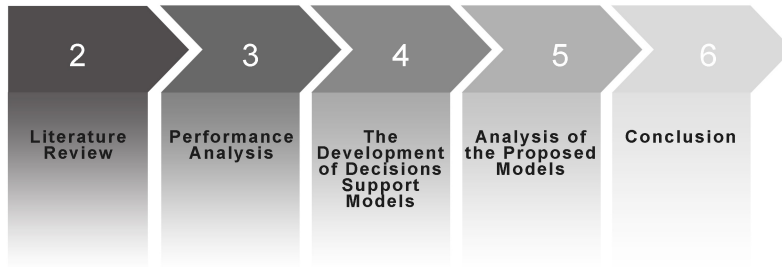 2
3
4
5
6
Literature
Review
Performance
Analysis
The
Development
of Decisions
Support
Models
Analysis of
the Proposed
Models
Conclusion